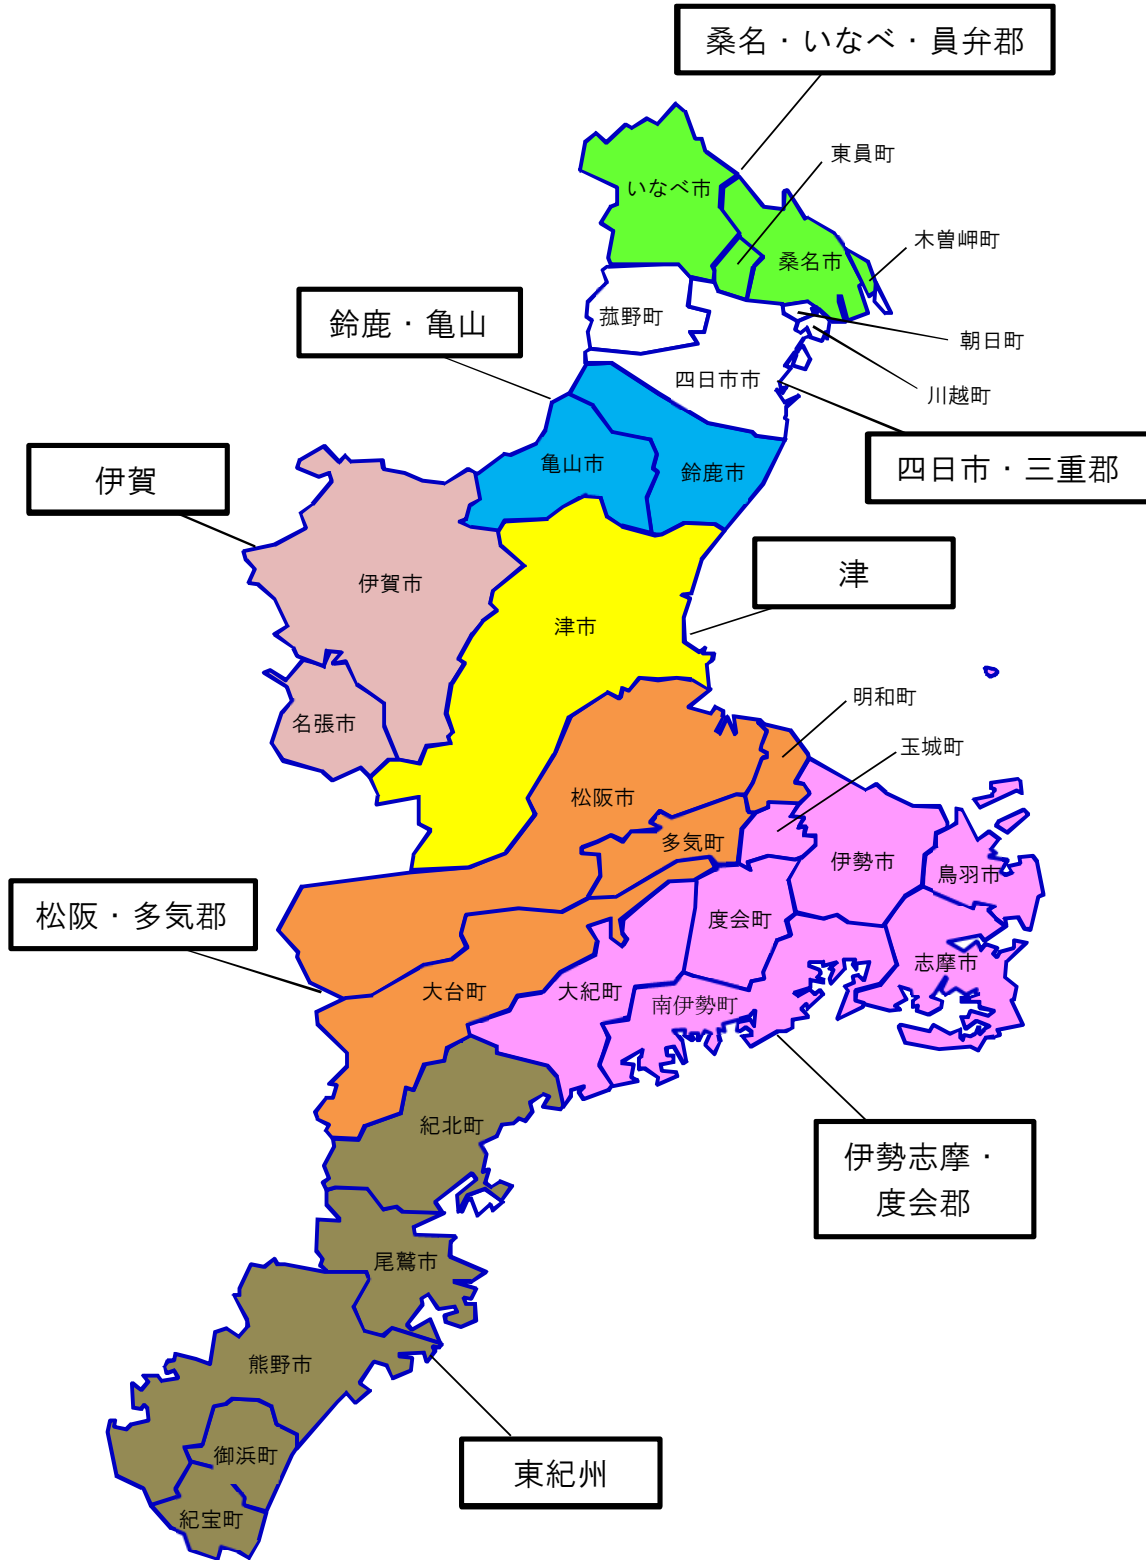 桑名・いなべ・員弁郡
東員町
いなべ市
木曽岬町
桑名市
鈴鹿・亀山
菰野町
朝日町
四日市市
川越町
四日市・三重郡
伊賀
亀山市
鈴鹿市
津
伊賀市
津市
明和町
名張市
玉城町
松阪市
多気町
伊勢市
鳥羽市
松阪・多気郡
度会町
志摩市
大台町
大紀町
南伊勢町
紀北町
伊勢志摩・
度会郡
尾鷲市
熊野市
御浜町
東紀州
紀宝町